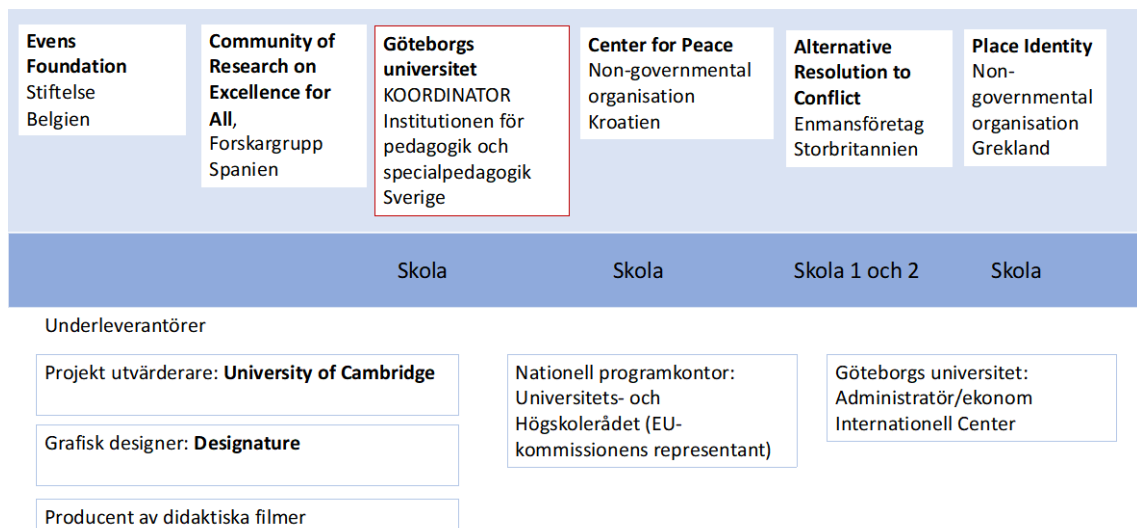 Evens
Foundation
Stiftelse
Belgien
Community of
Research on
Excellence for
All,
Forskargrupp
Spanien
Göteborgs
universitet
KOORDINATOR
Institutionen för
pedagogik och
specialpedagogik
Sverige
Center for Peace
Non-governmental
organisation
Kroatien
Alternative
Resolution to
Conflict
Enmansföretag
Storbritannien
Place Identity
Non-
governmental
organisation
Grekland
Skola
Skola
Skola 1 och 2
Skola
Underleverantörer
Projekt utvärderare: University of Cambridge
Grafisk designer: Designature
Producent av didaktiska filmer
Nationell programkontor:
Universitets- och
Högskolerådet (EU-
kommissionens representant)
Göteborgs universitet:
Administratör/ekonom
Internationell Center